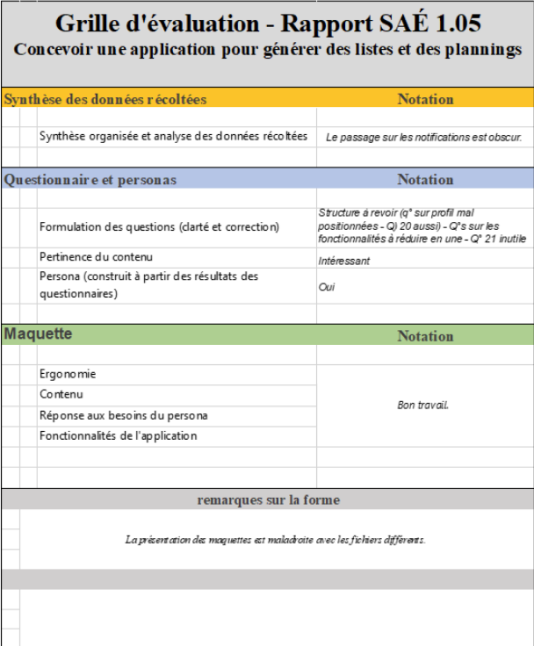 Grille d'évaluation - Rapport SAÉ 1.05
Concevoir une application pour générer des listes et des plannings
Synthèse des données récoltées Notation
Synthèse organisée et analyse des données récoltées Le passage sur les notifications est obscur.
Questionnaire et personas Notation
Formulation des questions (clarté et correction)
Structure à revoir (q° sur profil mal
positionnées - Q) 20 aussi) - Q°s sur les
fonctionnalités à réduire en une - Q° 21 inutile
Pertinence du contenu Intéressant
Persona (construit à partir des résultats des
questionnaires)
Oui
Maquette Notation
Ergonomie
Contenu
Réponse aux besoins du persona
Fonctionnalités de l'application
Bon travail.
remarques sur la forme
La présentation des maquettes est maladroite avec les fichiers différents.